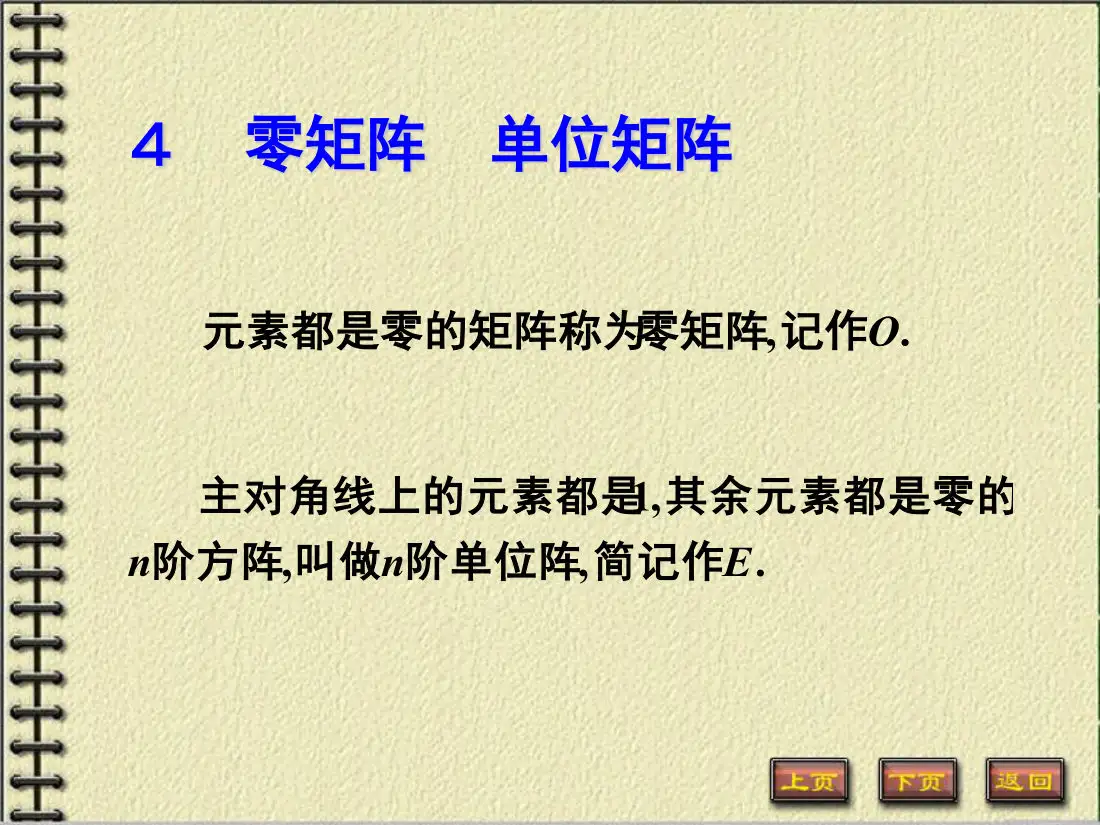 4 零矩阵 单位矩阵
元素都是零的矩阵称为零矩阵,记作O.
主对角线上的元素都是1,其余元素都是零的
n阶方阵,叫做n阶单位阵,简记作E.
上页 下页 返回